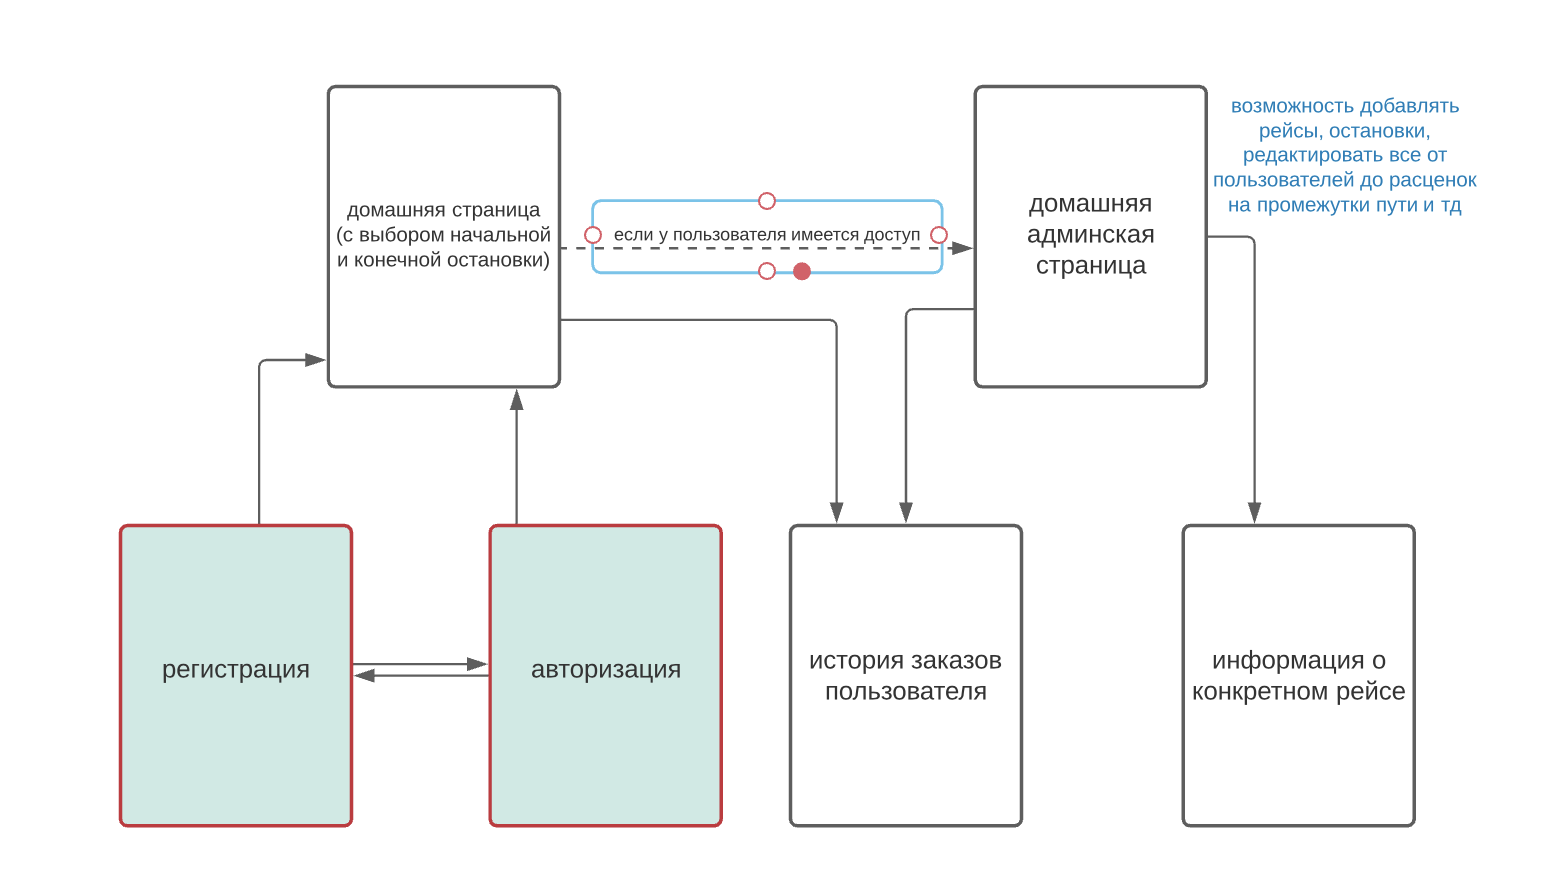 домашняя страница
(с выбором начальной
и конечной остановки)
если у пользователя имеется доступ
домашняя
админская
страница
возможность добавлять
рейсы, остановки,
редактировать все от
пользователей до расценок
на промежутки пути и тд
регистрация
авторизация
история заказов
пользователя
информация о
конкретном рейсе